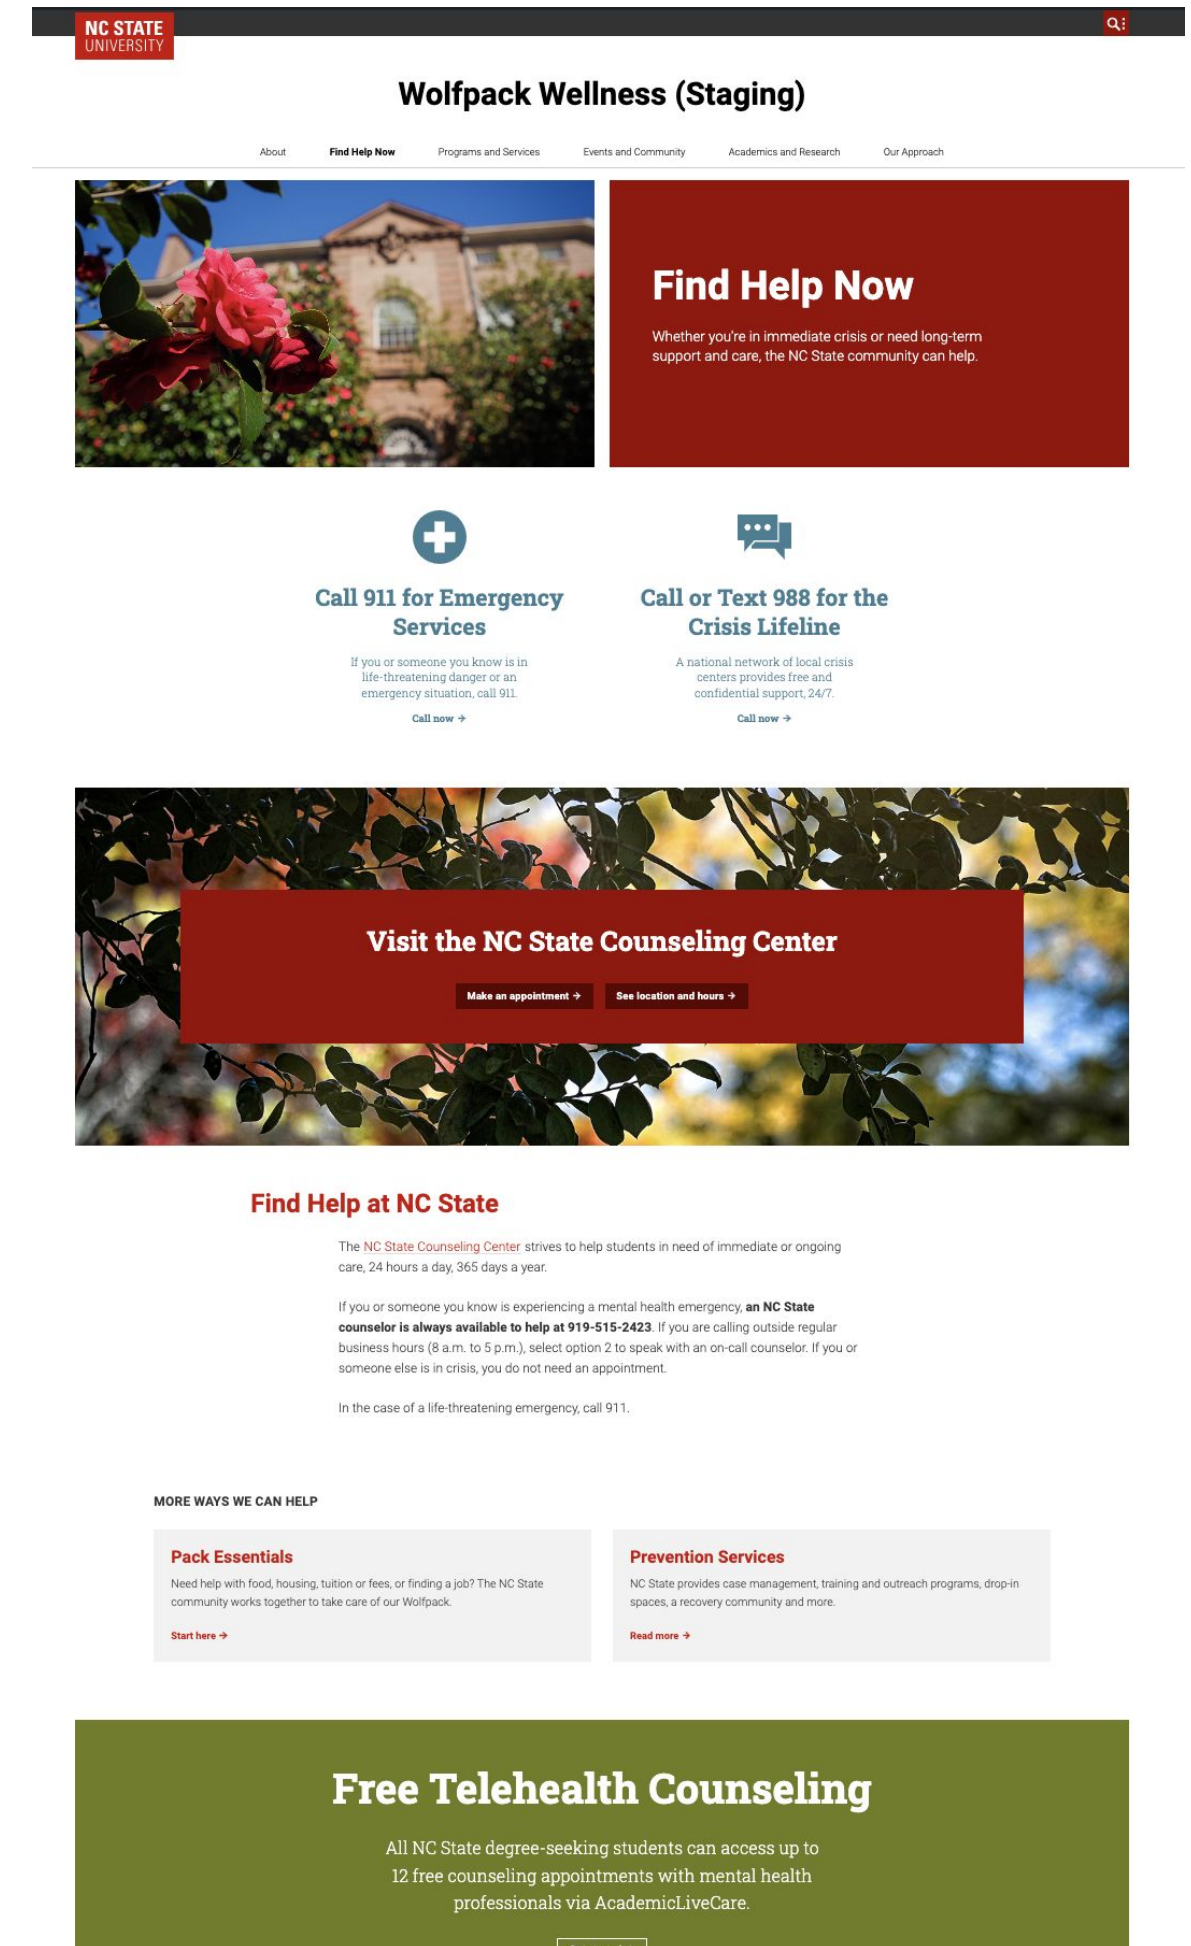 NC STATE
UNIVERSITY
Wolfpack Wellness (Staging)
About
Find Help Now
Programs and Services
Events and Community
Academics and Research
Our Approach
Find Help Now
Whether you're in immediate crisis or need long-term
support and care, the NC State community can help.
Call 911 for Emergency
Services
If you or someone you know is in
life-threatening danger or an
emergency situation, call 911.
Call now →
Call or Text 988 for the
Crisis Lifeline
A national network of local crisis
centers provides free and
confidential support, 24/7.
Call now →
Visit the NC State Counseling Center
Make an appointment →
See location and hours →
Find Help at NC State
The NC State Counseling Center strives to help students in need of immediate or ongoing
care, 24 hours a day, 365 days a year.
If you or someone you know is experiencing a mental health emergency, an NC State
counselor is always available to help at 919-515-2423. If you are calling outside regular
business hours (8 a.m. to 5 p.m.), select option 2 to speak with an on-call counselor. If you or
someone else is in crisis, you do not need an appointment.
In the case of a life-threatening emergency, call 911.
MORE WAYS WE CAN HELP
Pack Essentials
Need help with food, housing, tuition or fees, or finding a job? The NC State
community works together to take care of our Wolfpack.
Start here →
Prevention Services
NC State provides case management, training and outreach programs, drop-in
spaces, a recovery community and more.
Read more →
Free Telehealth Counseling
All NC State degree-seeking students can access up to
12 free counseling appointments with mental health
professionals via AcademicLiveCare.